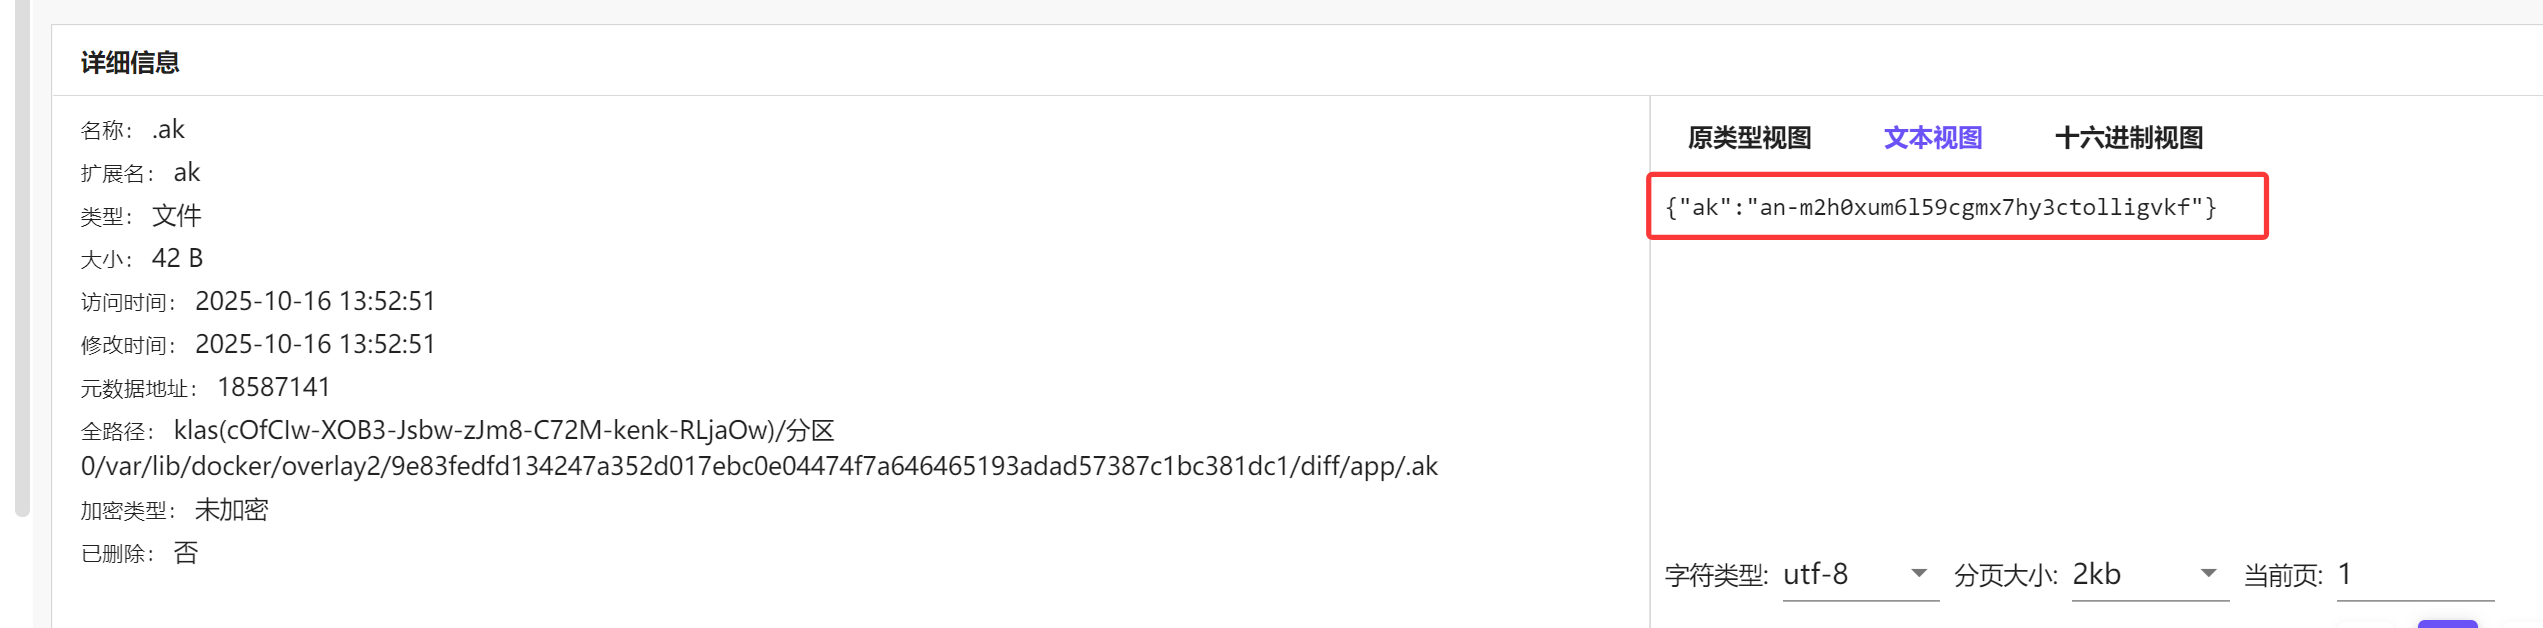 详细信息
名称： .ak
扩展名： ak
类型： 文件
大小： 42 B
访问时间： 2025-10-16 13:52:51
修改时间： 2025-10-16 13:52:51
元数据地址： 18587141
全路径： klas(cOfCIw-XOB3-Jsbw-zJm8-C72M-kenk-RLjaOw)/分区
0/var/lib/docker/overlay2/9e83fedfd134247a352d017ebc0e04474f7a646465193adad57387c1bc381dc1/diff/app/.ak
加密类型： 未加密
已删除： 否
原类型视图 文本视图 十六进制视图
{"ak":"an-m2h0xum6l59cgmx7hy3ctolligvkf"}
字符类型: utf-8 分页大小: 2kb 当前页: 1